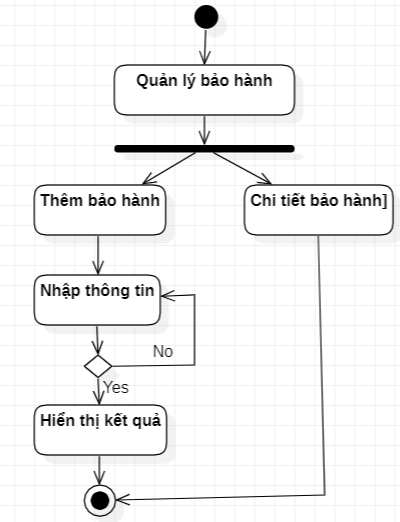 Quản lý bảo hành
Thêm bảo hành
Chi tiết bảo hành]
Nhập thông tin
No
Yes
Hiển thị kết quả